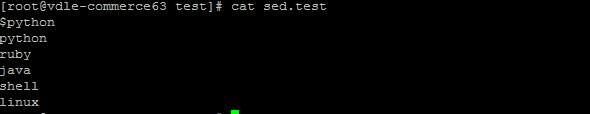 [root@vdle-commerce63 test]# cat sed.test
$python
python
ruby
java
shell
linux